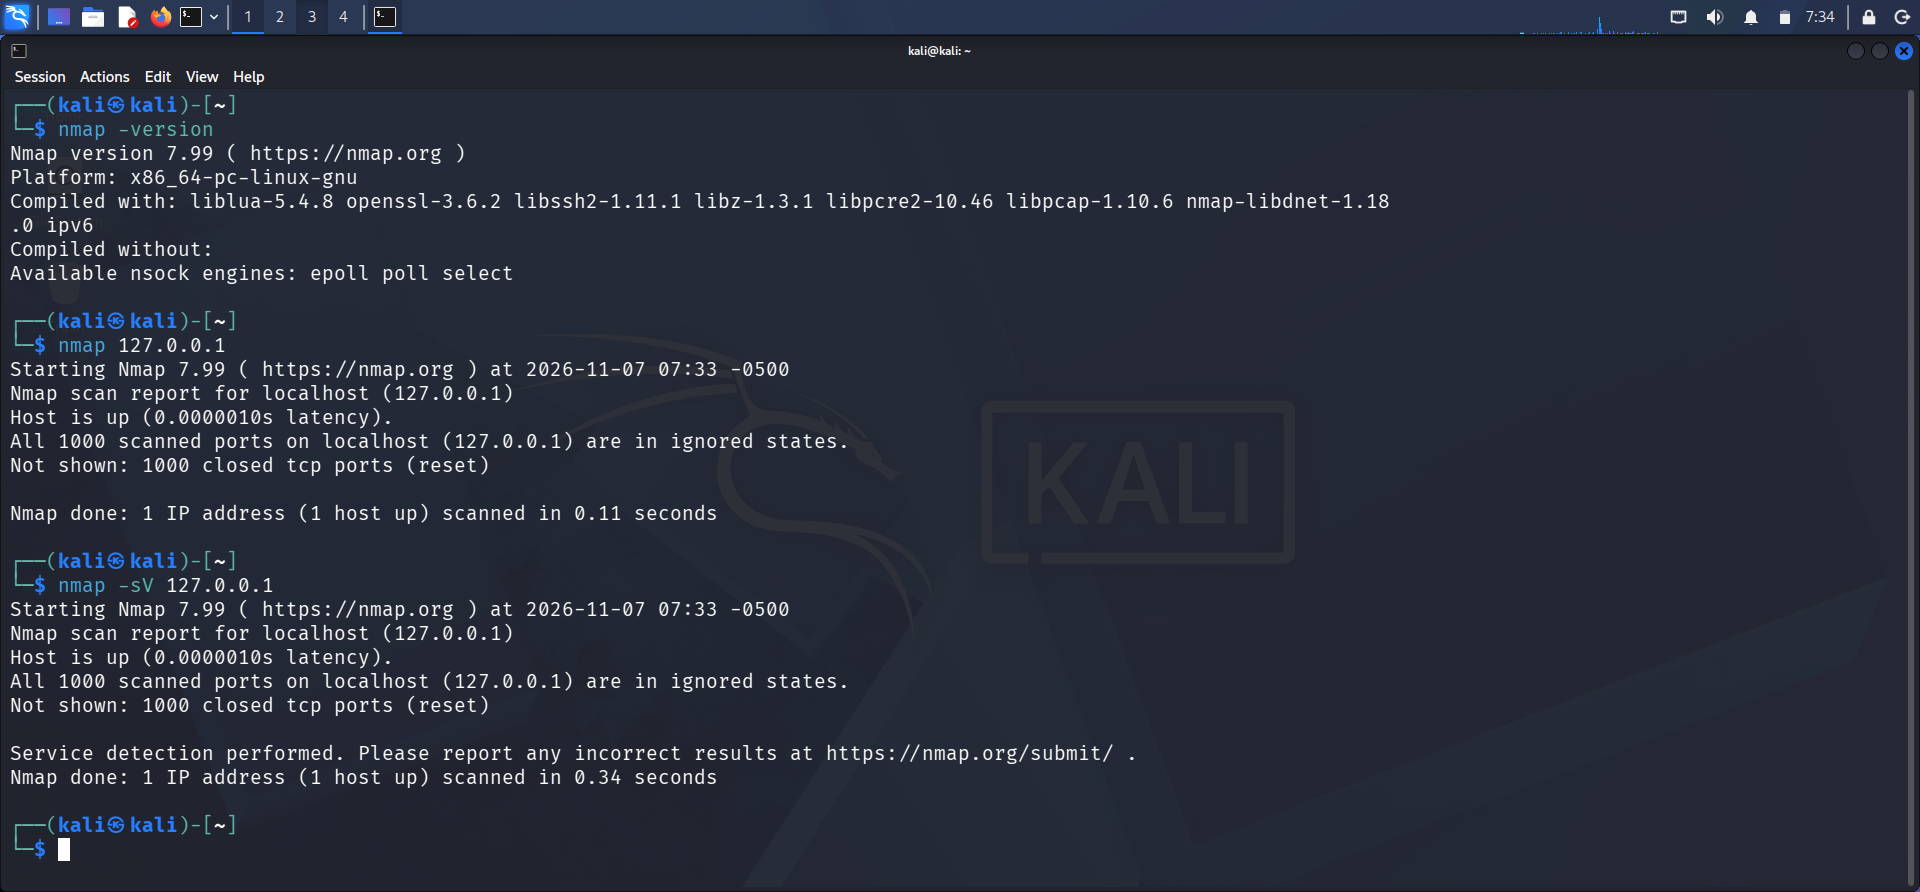 1 2 3 4
7:34
kali@kali: ~
Session Actions Edit View Help
┌──(kali㉿kali)-[~]
└─$ nmap -version
Nmap version 7.99 ( https://nmap.org )
Platform: x86_64-pc-linux-gnu
Compiled with: liblua-5.4.8 openssl-3.6.2 libssh2-1.11.1 libz-1.3.1 libpcre2-10.46 libpcap-1.10.6 nmap-libdnet-1.18
.0 ipv6
Compiled without:
Available nsock engines: epoll poll select
┌──(kali㉿kali)-[~]
└─$ nmap 127.0.0.1
Starting Nmap 7.99 ( https://nmap.org ) at 2026-11-07 07:33 -0500
Nmap scan report for localhost (127.0.0.1)
Host is up (0.0000010s latency).
All 1000 scanned ports on localhost (127.0.0.1) are in ignored states.
Not shown: 1000 closed tcp ports (reset)
Nmap done: 1 IP address (1 host up) scanned in 0.11 seconds
┌──(kali㉿kali)-[~]
└─$ nmap -sV 127.0.0.1
Starting Nmap 7.99 ( https://nmap.org ) at 2026-11-07 07:33 -0500
Nmap scan report for localhost (127.0.0.1)
Host is up (0.0000010s latency).
All 1000 scanned ports on localhost (127.0.0.1) are in ignored states.
Not shown: 1000 closed tcp ports (reset)
Service detection performed. Please report any incorrect results at https://nmap.org/submit/ .
Nmap done: 1 IP address (1 host up) scanned in 0.34 seconds
┌──(kali㉿kali)-[~]
└─$
KALI